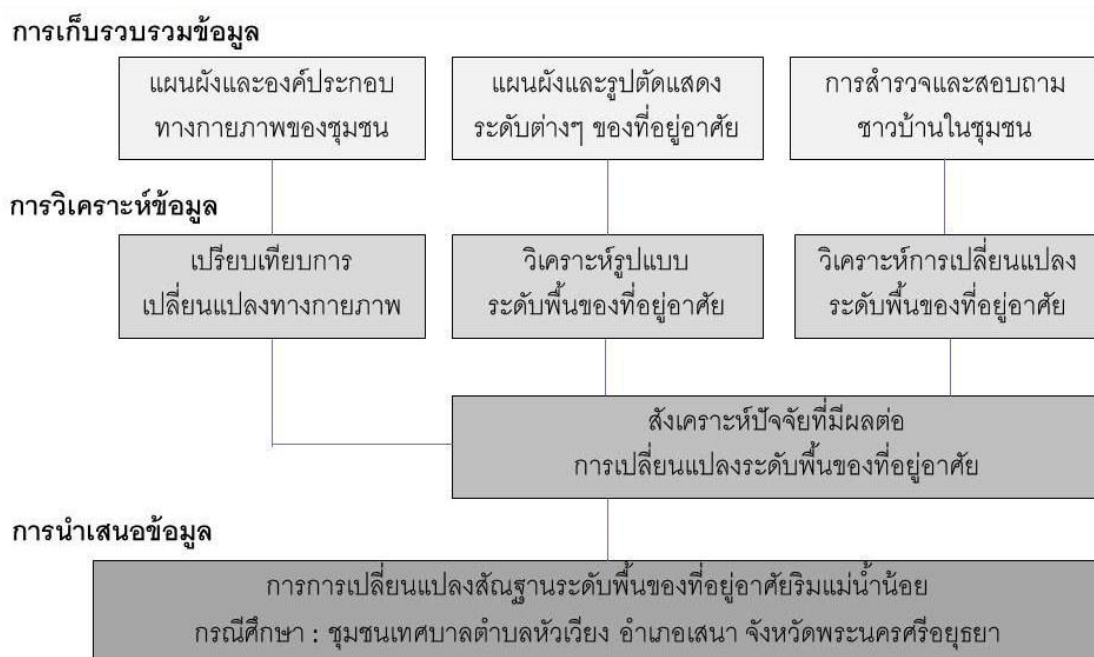 การเก็บรวบรวมข้อมูล
แผนผังและองค์ประกอบ
ทางกายภาพของชุมชน
แผนผังและรูปตัดแสดง
ระดับต่างๆ ของที่อยู่อาศัย
การสำรวจและสอบถาม
ชาวบ้านในชุมชน
การวิเคราะห์ข้อมูล
เปรียบเทียบการ
เปลี่ยนแปลงทางกายภาพ
วิเคราะห์รูปแบบ
ระดับพื้นของที่อยู่อาศัย
วิเคราะห์การเปลี่ยนแปลง
ระดับพื้นของที่อยู่อาศัย
สังเคราะห์ปัจจัยที่มีผลต่อ
การเปลี่ยนแปลงระดับพื้นของที่อยู่อาศัย
การนำเสนอข้อมูล
การการเปลี่ยนแปลงสัณฐานระดับพื้นของที่อยู่อาศัยริมแม่น้ำน้อย
กรณีศึกษา : ชุมชนเทศบาลตำบลหัวเวียง อำเภอเสนา จังหวัดพระนครศรีอยุธยา